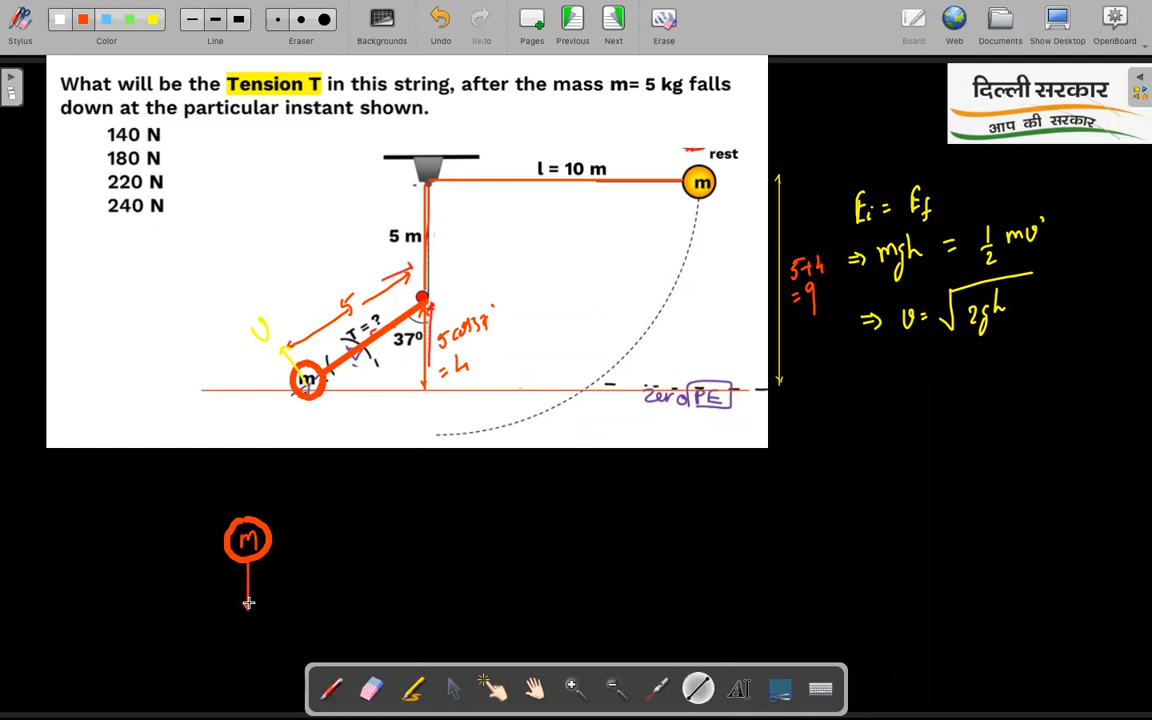 Stylus
Color
Line
Eraser
Backgrounds
Undo
Redo
Pages
Previous
Next
Erase
Board
Web
Documents
Show Desktop
OpenBoard
What will be the Tension T in this string, after the mass m= 5 kg falls
down at the particular instant shown.
140 N
180 N
220 N
240 N
rest
l = 10 m
m
5 m
5
T = ?
37º
5cos37°
= 4
υ
m
zero PE
दिल्ली सरकार
आप की सरकार
5+4
= 9
Ei = Ef
⇒ mgh = 1/2 mυ²
⇒ υ = √2gh
m